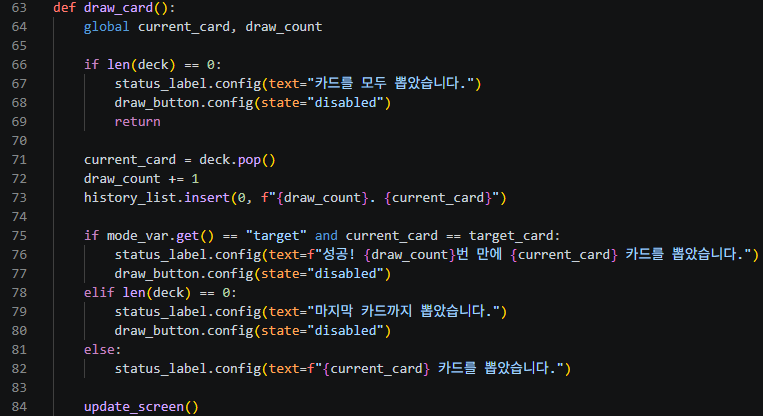 63 def draw_card():
64     global current_card, draw_count
65
66     if len(deck) == 0:
67         status_label.config(text="카드를 모두 뽑았습니다.")
68         draw_button.config(state="disabled")
69         return
70
71     current_card = deck.pop()
72     draw_count += 1
73     history_list.insert(0, f"{draw_count}. {current_card}")
74
75     if mode_var.get() == "target" and current_card == target_card:
76         status_label.config(text=f"성공! {draw_count}번 만에 {current_card} 카드를 뽑았습니다.")
77         draw_button.config(state="disabled")
78     elif len(deck) == 0:
79         status_label.config(text="마지막 카드까지 뽑았습니다.")
80         draw_button.config(state="disabled")
81     else:
82         status_label.config(text=f"{current_card} 카드를 뽑았습니다.")
83
84     update_screen()